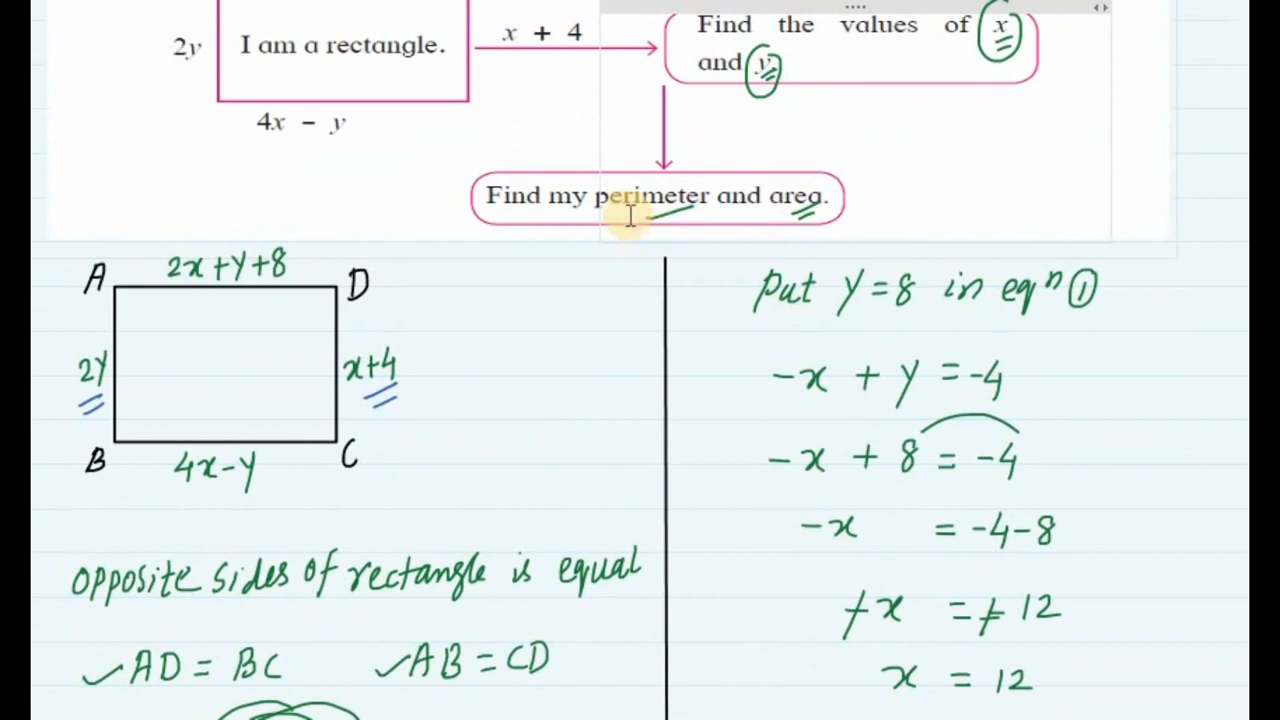 2y
I am a rectangle.
x + 4
4x - y
Find the values of x
and y.
Find my perimeter and area.
A
2x+y+8
D
2y
x+4
B
4x-y
C
opposite sides of rectangle is equal
✓AD = BC ✓AB = CD
Put y=8 in eqⁿ ①
-x + y = -4
-x + 8 = -4
-x = -4-8
-x = -12
x = 12